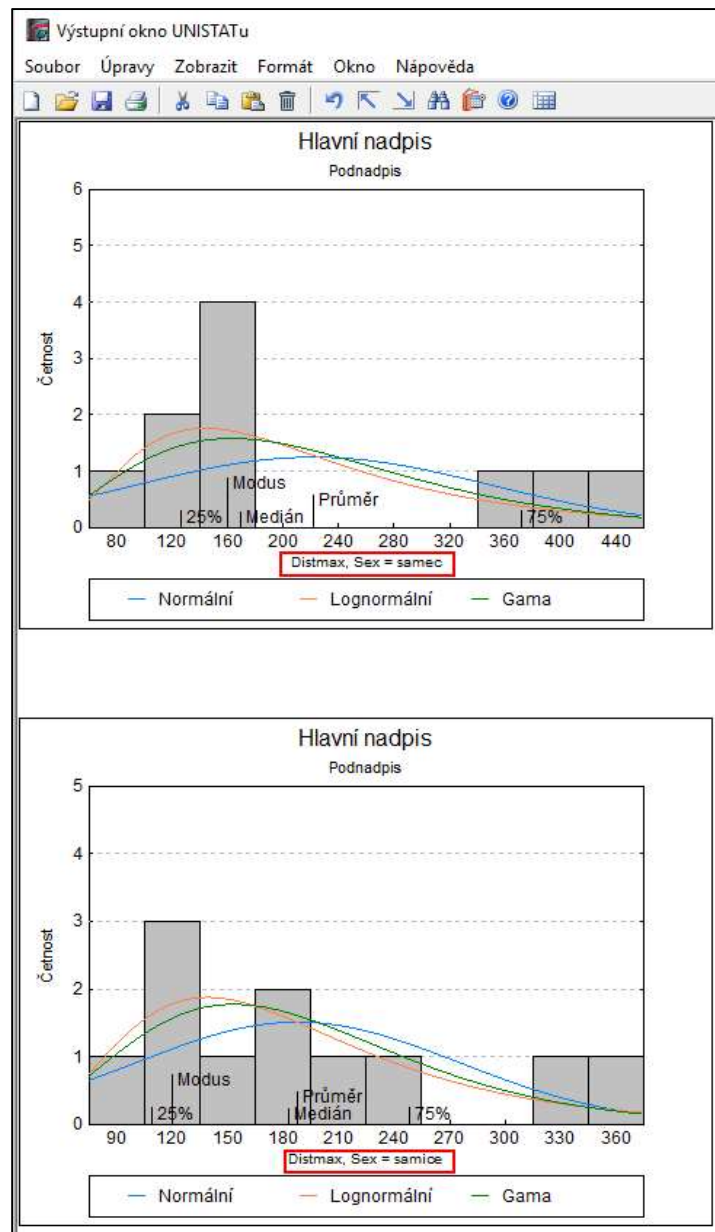 Výstupní okno UNISTATu
Soubor Úpravy Zobrazit Formát Okno Nápověda
Hlavní nadpis
Podnadpis
6
5
4
3
2
1
0
Četnost
Modus
Průměr
25% Medián 75%
80 120 160 200 240 280 320 360 400 440
Distmax, Sex = samec
Normální Lognormální Gama
Hlavní nadpis
Podnadpis
5
4
3
2
1
0
Četnost
Modus
Průměr
25% Medián 75%
90 120 150 180 210 240 270 300 330 360
Distmax, Sex = samice
Normální Lognormální Gama